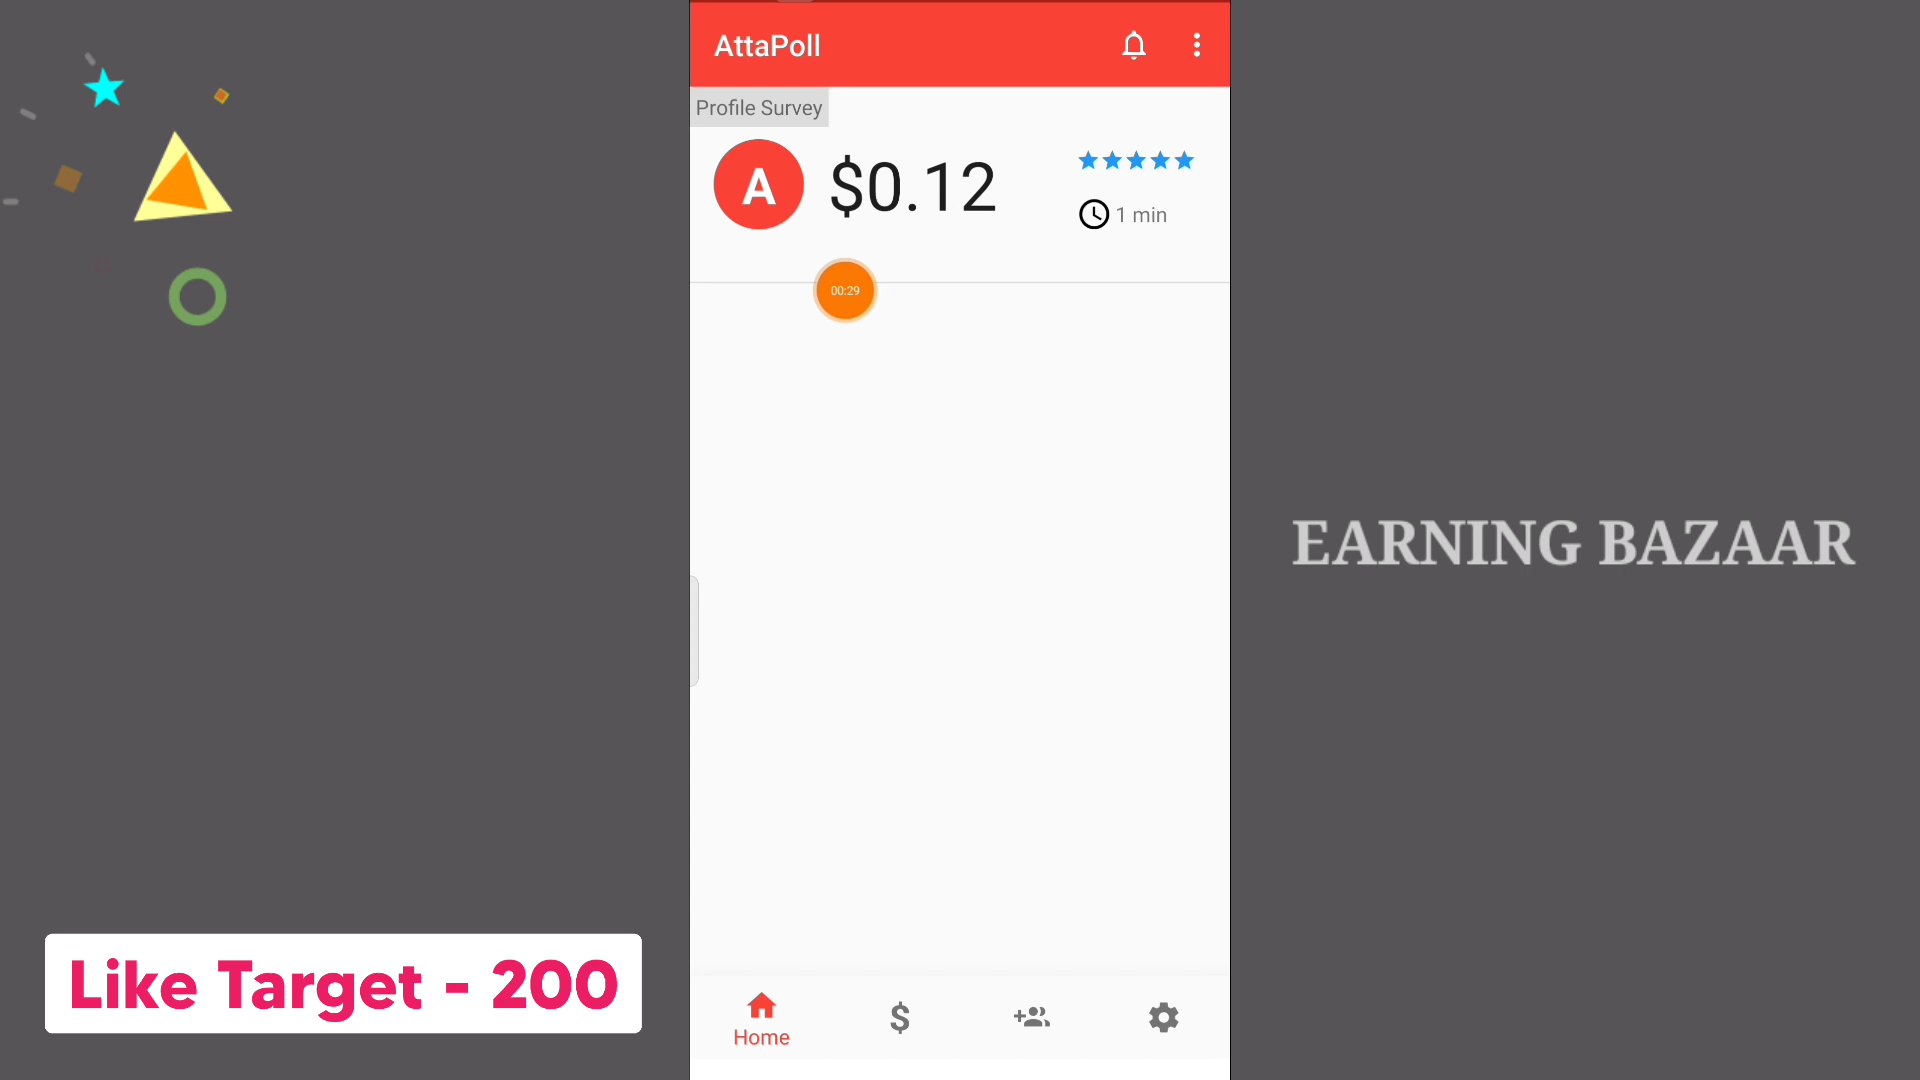 AttaPoll
Profile Survey
A
$0.12
1 min
00:29
EARNING BAZAAR
Like Target - 200
$
Home